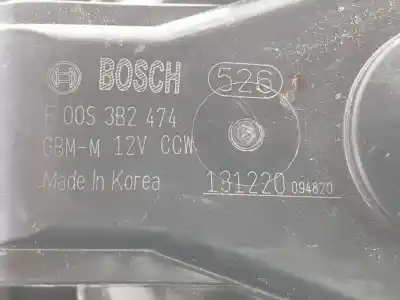 BOSCH 526
F 00S 3B2 474
GBM-M 12V CCW
Made In Korea 131220 094820